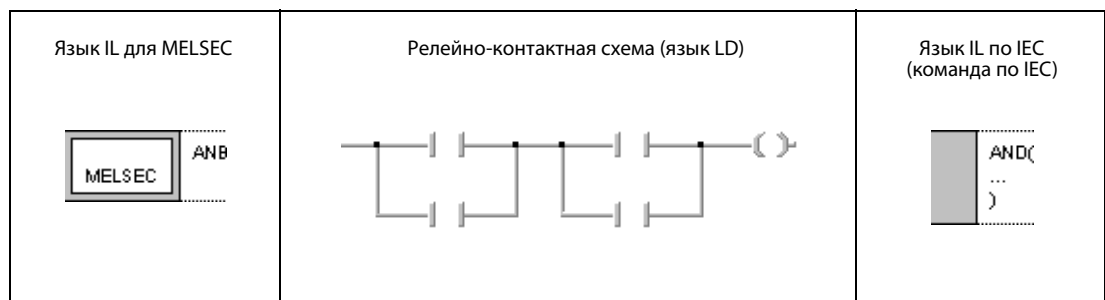 Язык IL для MELSEC
Релейно-контактная схема (язык LD)
Язык IL по IEC
(команда по IEC)
MELSEC
ANB
AND(
...
)